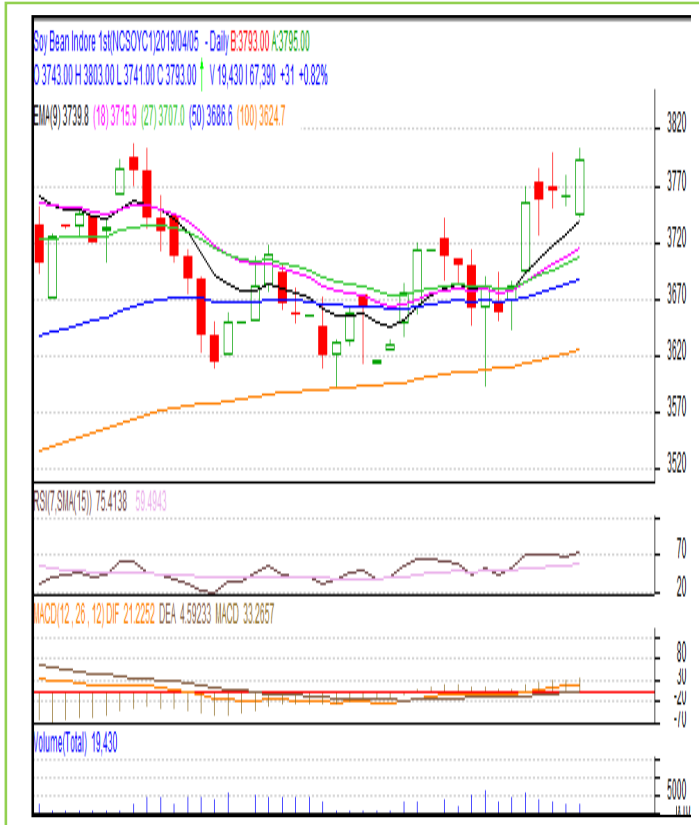 Soy Bean Indore 1st(NCSOYC1)2019/04/05 - Daily B:3793.00 A:3795.00
O 3743.00 H 3803.00 L 3741.00 C 3793.00 V 19,430 I 67,390 +31 +0.82%
EMA(9) 3739.8 (18) 3715.9 (27) 3707.0 (50) 3686.6 (100) 3624.7
3820
3770
3720
3670
3620
3570
3520
RSI(7,SMA(15)) 75.4138 59.4943
70
20
MACD(12 , 26 , 12) DIF 21.2252 DEA 4.59233 MACD 33.2657
80
30
-20
-70
Volume(Total) 19,430
5000